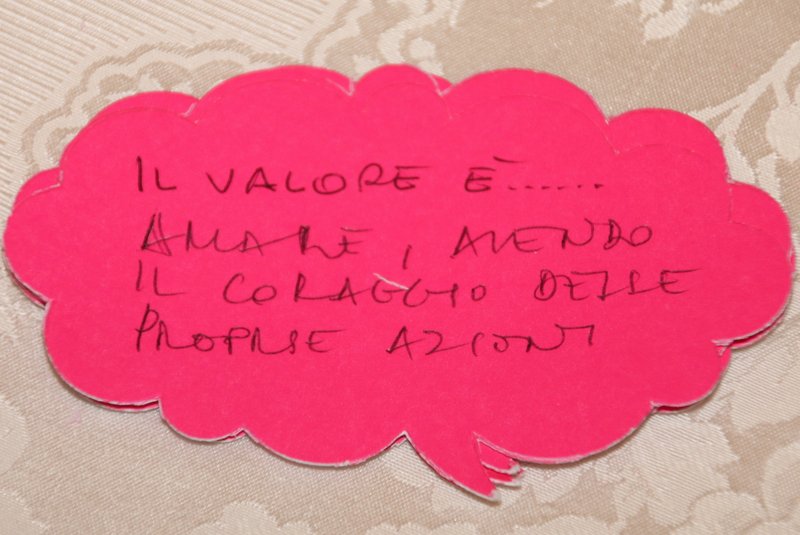 IL VALORE È......
AMARE, AVENDO
IL CORAGGIO DELLE
PROPRIE AZIONI